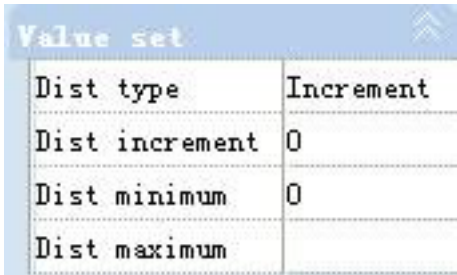 Value set
Dist type Increment
Dist increment 0
Dist minimum 0
Dist maximum